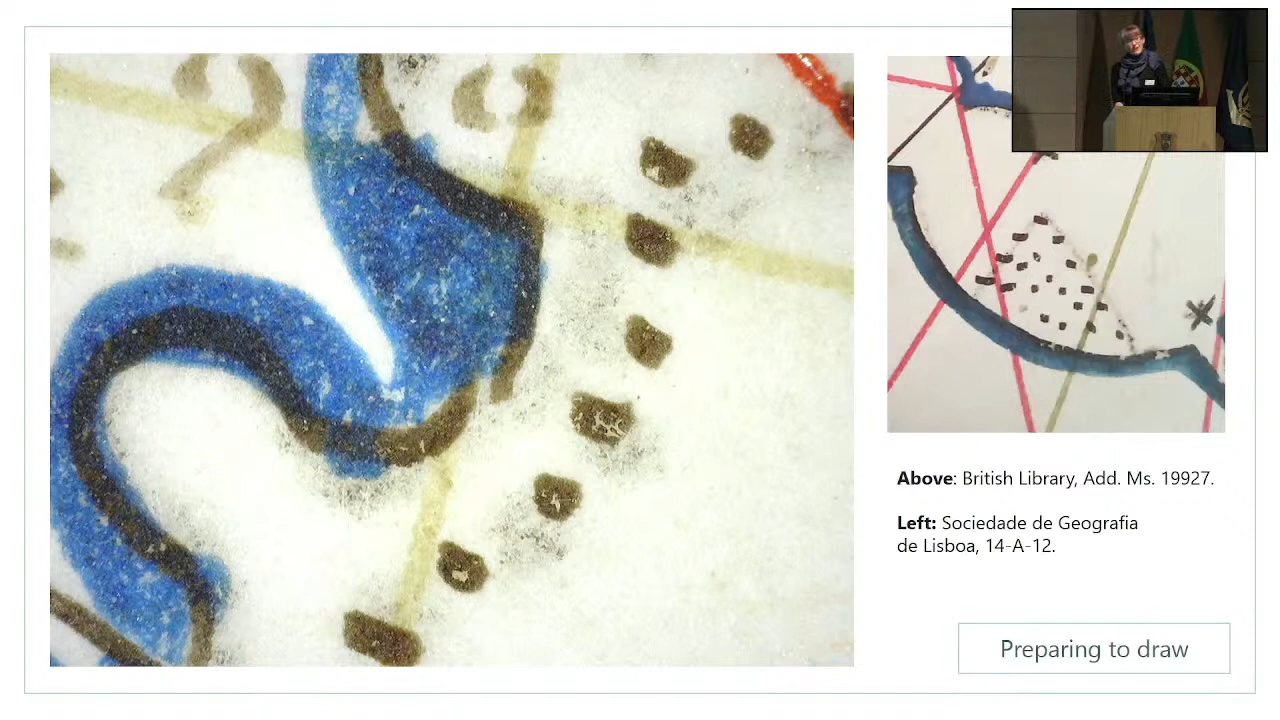 Above: British Library, Add. Ms. 19927.
Left: Sociedade de Geografia
de Lisboa, 14-A-12.
Preparing to draw